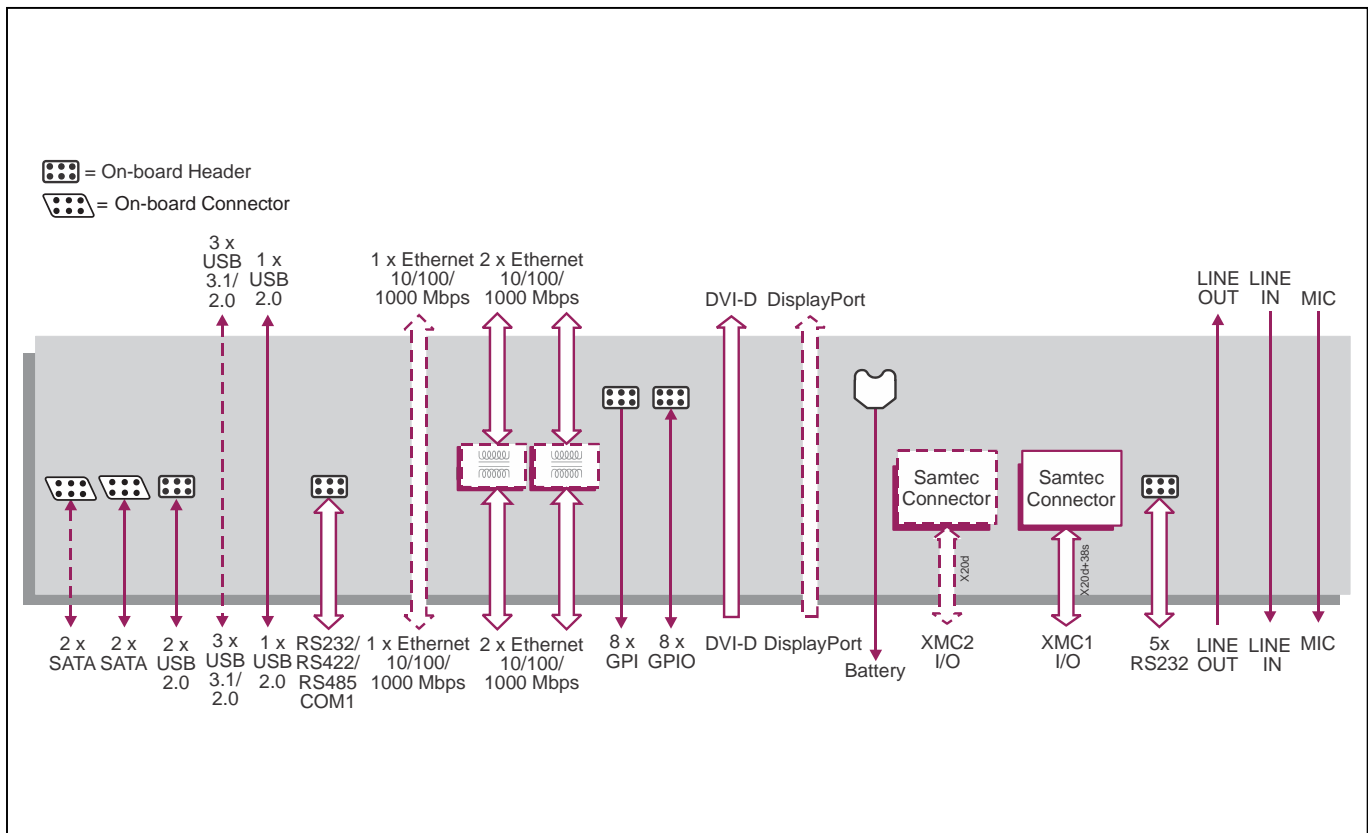 = On-board Header
= On-board Connector
3 x
USB
3.1/
2.0
1 x
USB
2.0
1 x Ethernet
10/100/
1000 Mbps
2 x Ethernet
10/100/
1000 Mbps
DVI-D
DisplayPort
LINE
OUT
LINE
IN
MIC
Samtec
Connector
Samtec
Connector
X20d
X20d+38s
2 x
SATA
2 x
SATA
2 x
USB
2.0
3 x
USB
3.1/
2.0
1 x
USB
2.0
RS232/
RS422/
RS485
COM1
1 x Ethernet
10/100/
1000 Mbps
2 x Ethernet
10/100/
1000 Mbps
8 x
GPI
8 x
GPIO
DVI-D
DisplayPort
Battery
XMC2
I/O
XMC1
I/O
5x
RS232
LINE
OUT
LINE
IN
MIC